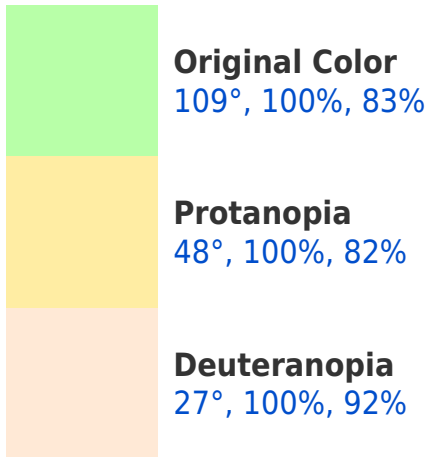 Original Color
109°, 100%, 83%
Protanopia
48°, 100%, 82%
Deuteranopia
27°, 100%, 92%